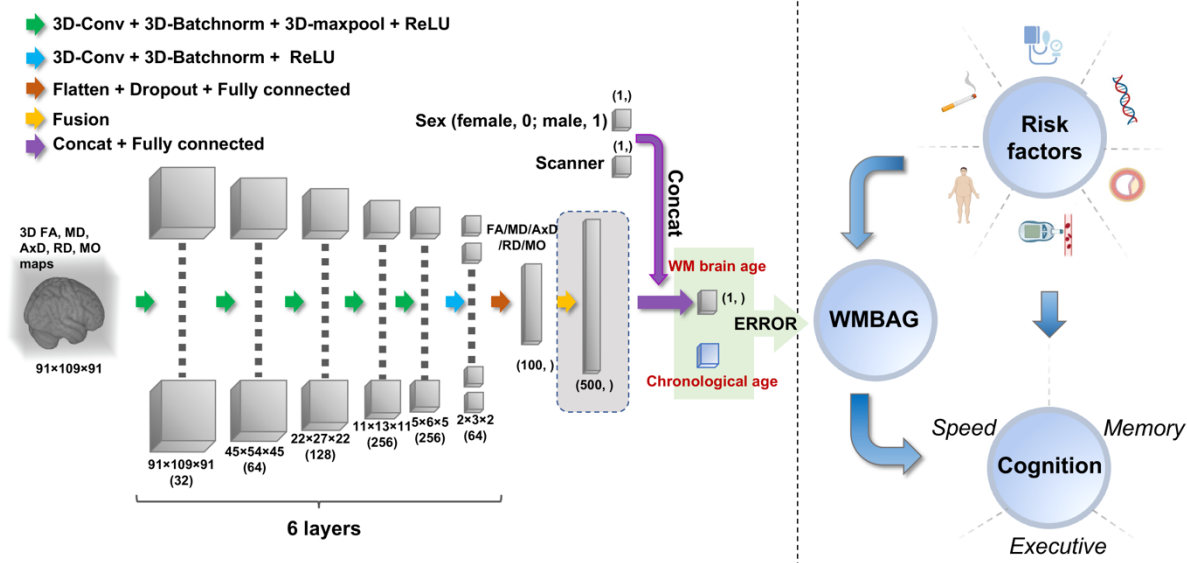 3D-Conv + 3D-Batchnorm + 3D-maxpool + ReLU
3D-Conv + 3D-Batchnorm + ReLU
Flatten + Dropout + Fully connected
Fusion
Concat + Fully connected
(1,)
Sex (female, 0; male, 1)
(1,)
Scanner
Concat
3D FA, MD,
AxD, RD, MO
maps
91×109×91
91×109×91
(32)
45×54×45
(64)
22×27×22
(128)
11×13×11
(256)
5×6×5
(256)
2×3×2
(64)
6 layers
FA/MD/AxD
/RD/MO
(100, )
(500, )
WM brain age
(1, )
Chronological age
ERROR
Risk
factors
WMBAG
Speed
Memory
Cognition
Executive